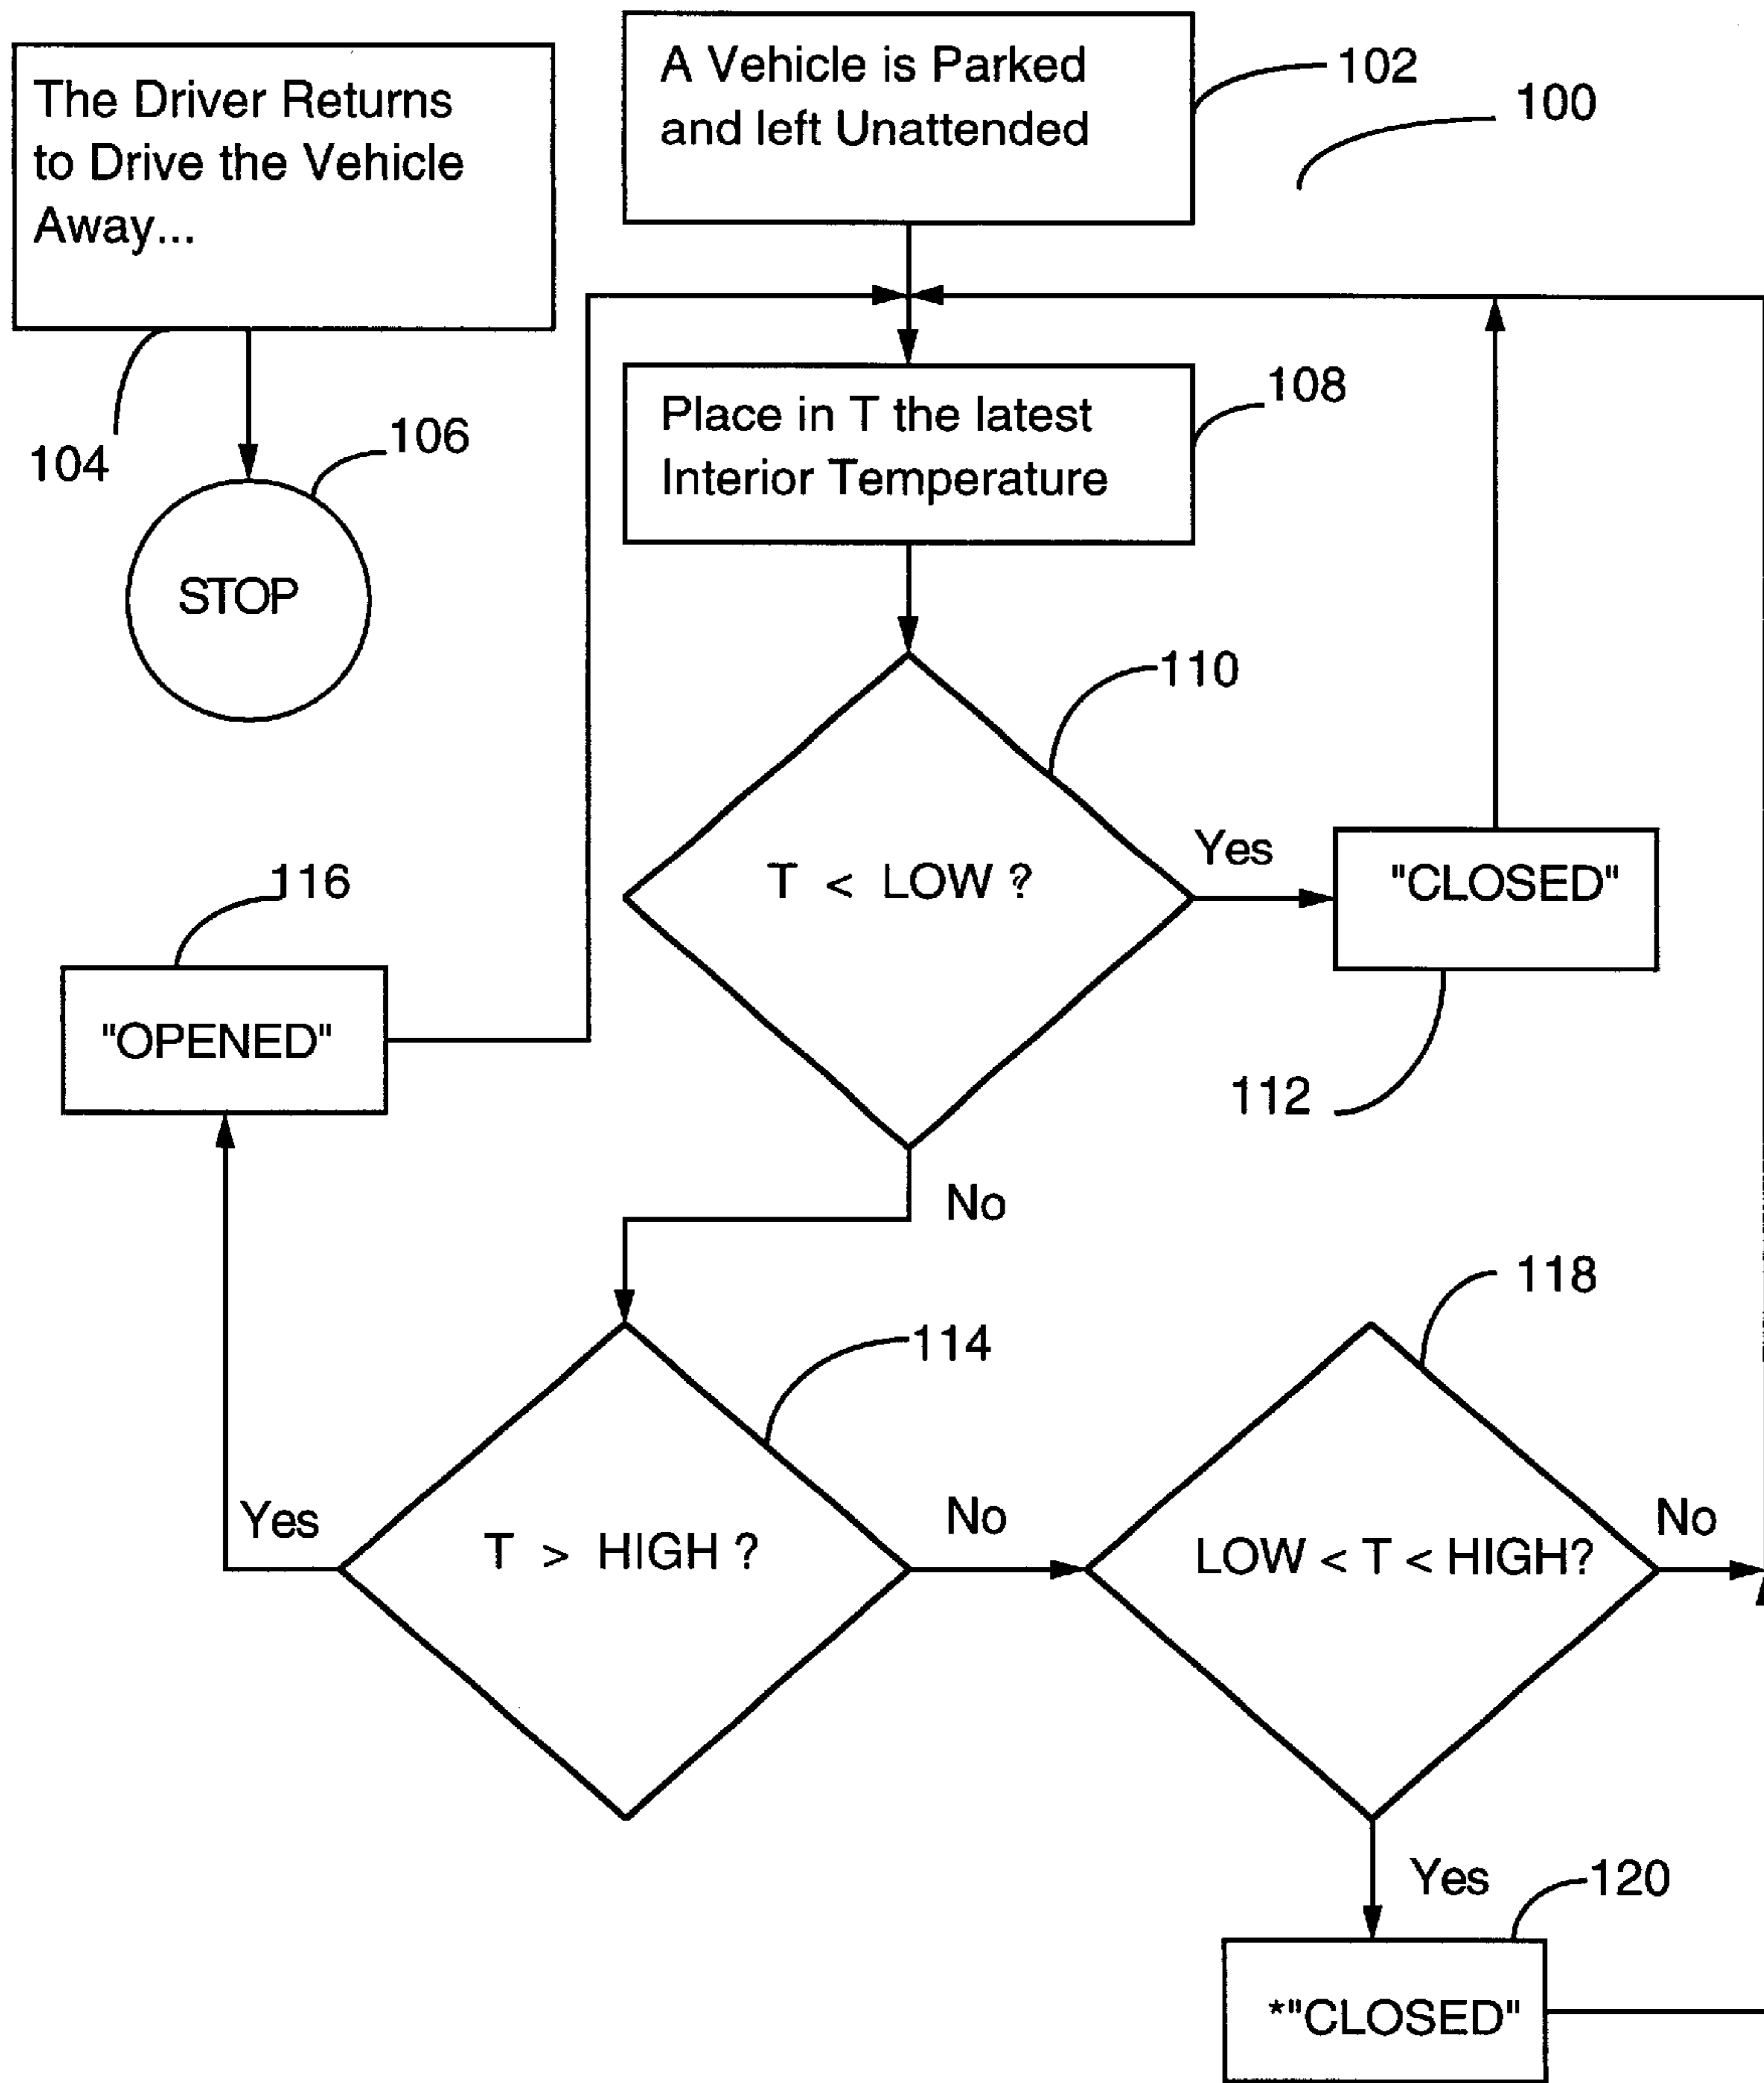 The Driver Returns
to Drive the Vehicle
Away...
A Vehicle is Parked
and left Unattended
102
100
104
106
STOP
Place in T the latest
Interior Temperature
108
110
T < LOW ?
Yes
"CLOSED"
112
116
"OPENED"
No
114
118
Yes
T > HIGH ?
No
LOW < T < HIGH?
No
Yes
120
*"CLOSED"